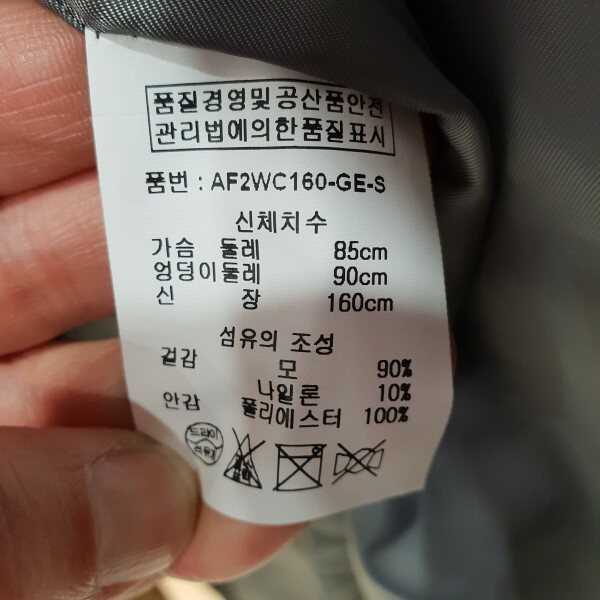 품질경영및공산품안전
관리법에의한품질표시
품번 : AF2WC160-GE-S
신체치수
가슴 둘레 85cm
엉덩이둘레 90cm
신 장 160cm
섬유의 조성
겉감 모 90%
나일론 10%
안감 폴리에스터 100%
드라이